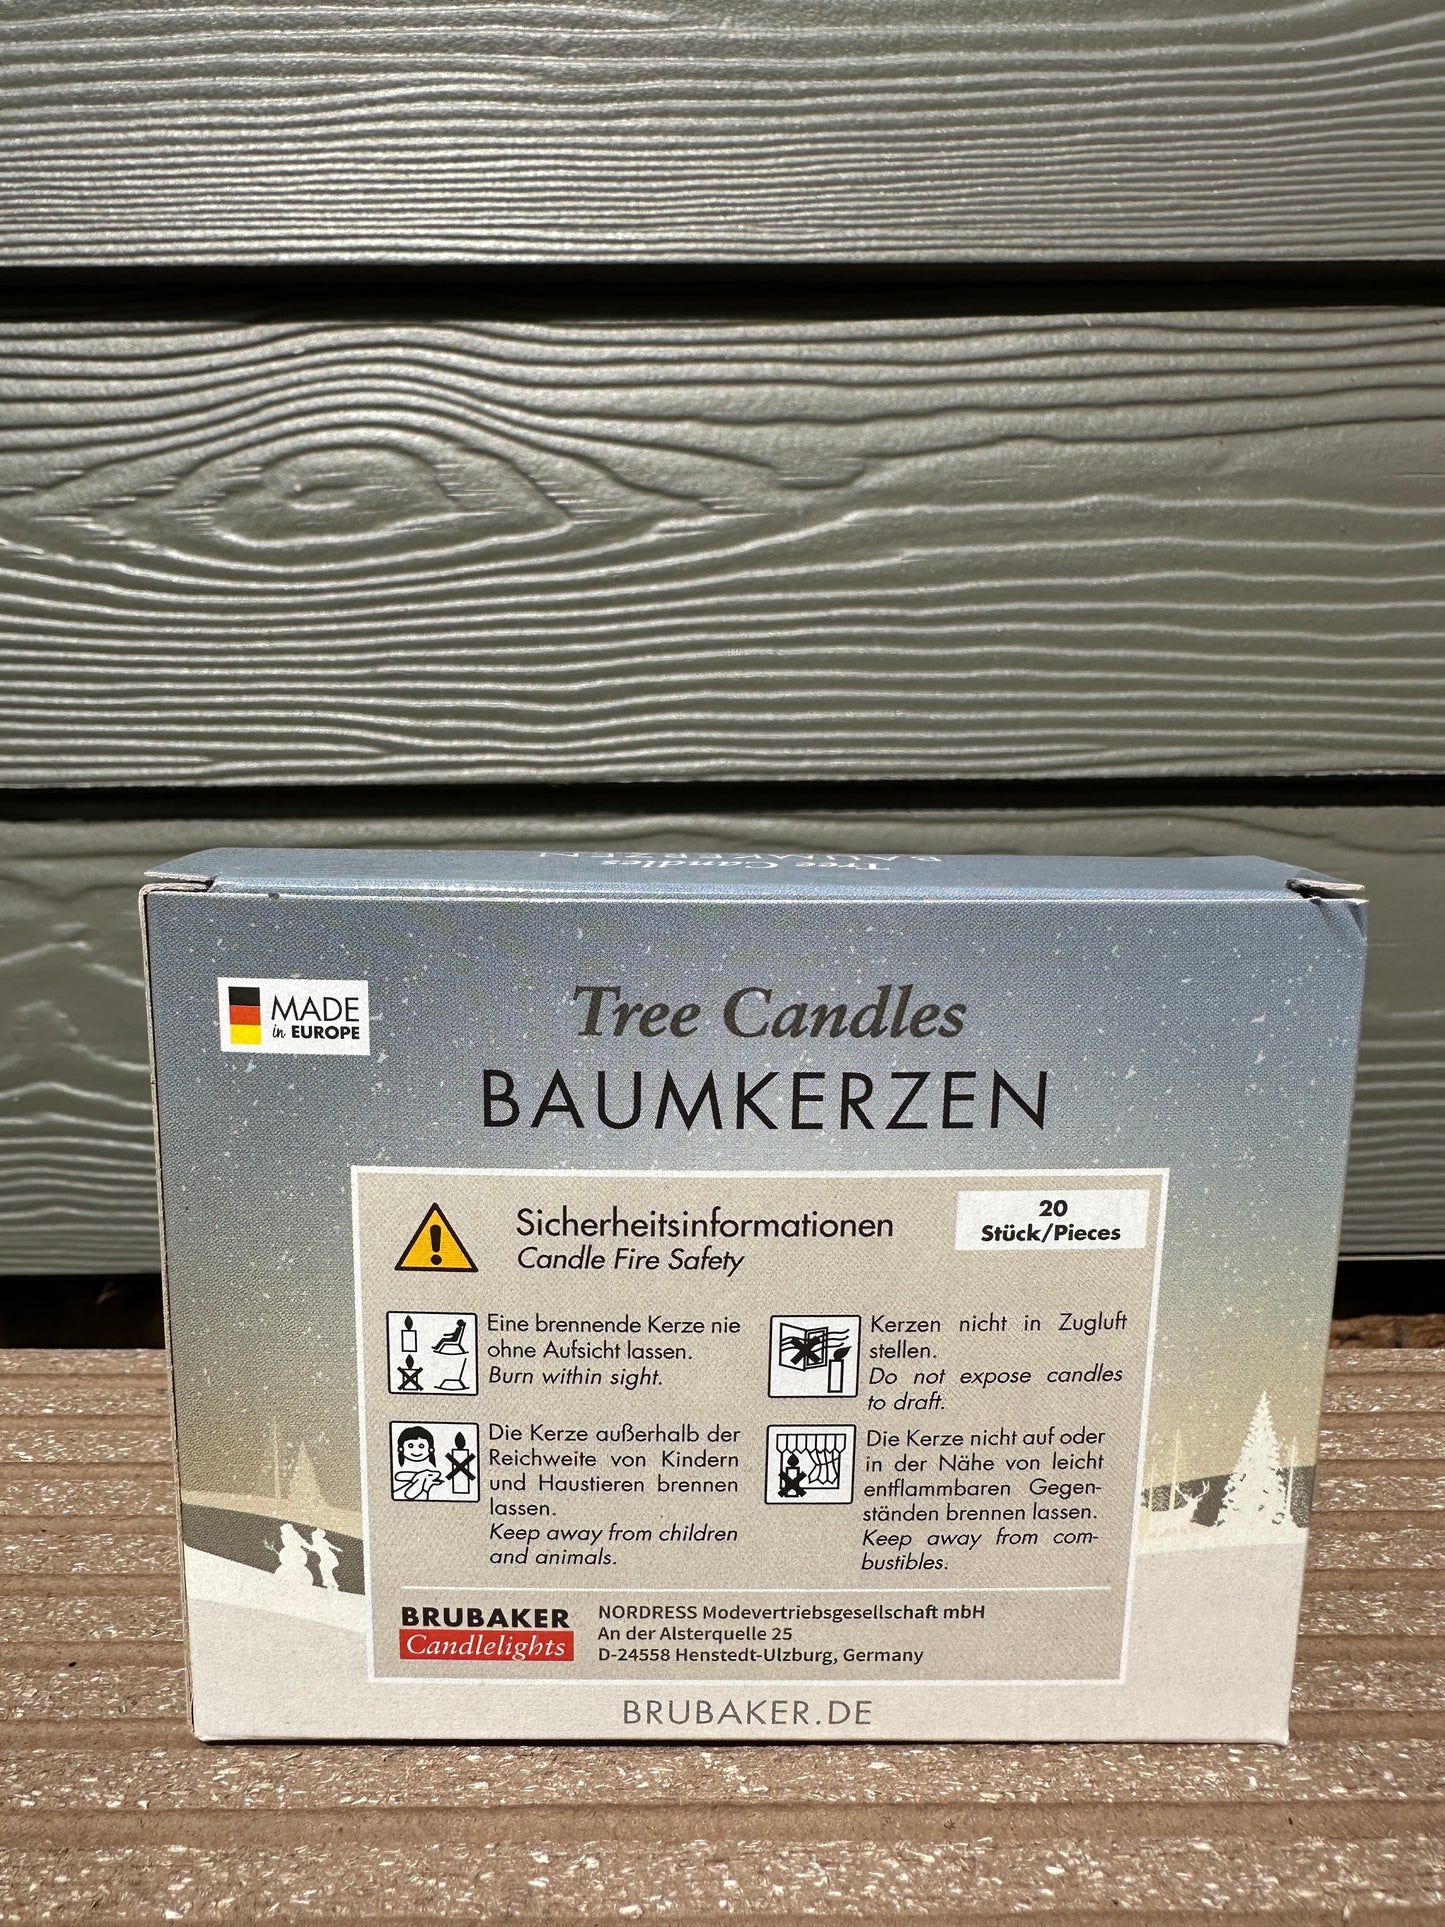 Tree Candles
BAUMKERZEN
MADE
in EUROPE
Tree Candles
BAUMKERZEN
Sicherheitsinformationen
Candle Fire Safety
20
Stück/Pieces
Eine brennende Kerze nie
ohne Aufsicht lassen.
Burn within sight.
Kerzen nicht in Zugluft
stellen.
Do not expose candles
to draft.
Die Kerze außerhalb der
Reichweite von Kindern
und Haustieren brennen
lassen.
Keep away from children
and animals.
Die Kerze nicht auf oder
in der Nähe von leicht
entflammbaren Gegen-
ständen brennen lassen.
Keep away from com-
bustibles.
BRUBAKER
Candlelights
NORDRESS Modevertriebsgesellschaft mbH
An der Alsterquelle 25
D-24558 Henstedt-Ulzburg, Germany
BRUBAKER.DE